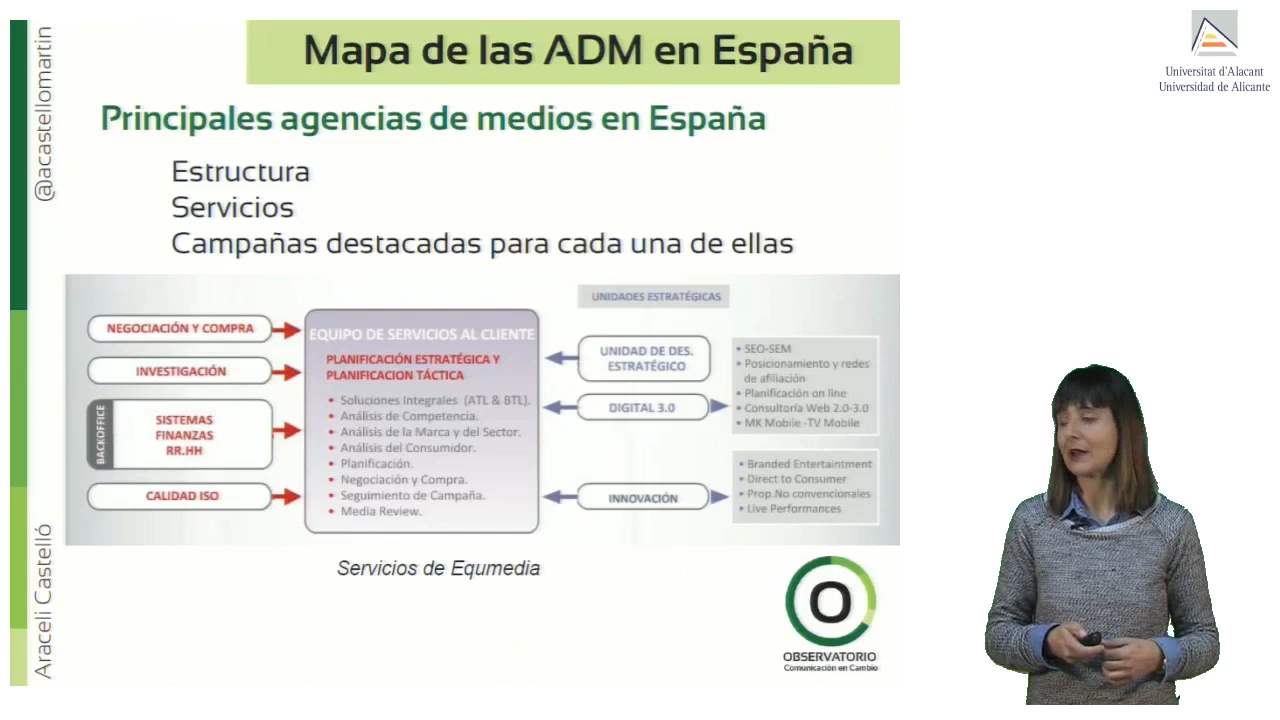 Mapa de las ADM en España
@acastellomartin
Araceli Castelló
Principales agencias de medios en España
Estructura
Servicios
Campañas destacadas para cada una de ellas
NEGOCIACIÓN Y COMPRA
INVESTIGACIÓN
BACKOFFICE
SISTEMAS
FINANZAS
RR.HH
CALIDAD ISO
EQUIPO DE SERVICIOS AL CLIENTE
PLANIFICACIÓN ESTRATÉGICA Y
PLANIFICACION TÁCTICA
• Soluciones Integrales (ATL & BTL).
• Análisis de Competencia.
• Análisis de la Marca y del Sector.
• Análisis del Consumidor.
• Planificación.
• Negociación y Compra.
• Seguimiento de Campaña.
• Media Review.
UNIDADES ESTRATÉGICAS
UNIDAD DE DES.
ESTRATÉGICO
DIGITAL 3.0
INNOVACIÓN
• SEO-SEM
• Posicionamiento y redes
de afiliación
• Planificación on line
• Consultoría Web 2.0-3.0
• MK Mobile -TV Mobile
• Branded Entertaintment
• Direct to Consumer
• Prop.No convencionales
• Live Performances
Servicios de Equmedia
O
OBSERVATORIO
Comunicación en Cambio
Universitat d'Alacant
Universidad de Alicante